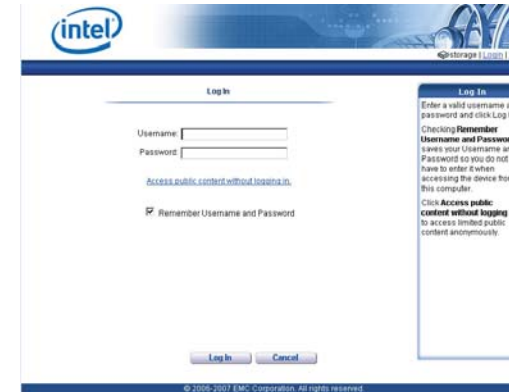 intel
storage | Login |
Log In
Username:
Password:
Access public content without logging in.
Remember Username and Password
Log In
Cancel
Log In
Enter a valid username a
password and click Log I
Checking Remember
Username and Passwor
saves your Username an
Password so you do not
have to enter it when
accessing the device fro
this computer.
Click Access public
content without logging
to access limited public
content anonymously.
© 2006-2007 EMC Corporation. All rights reserved.